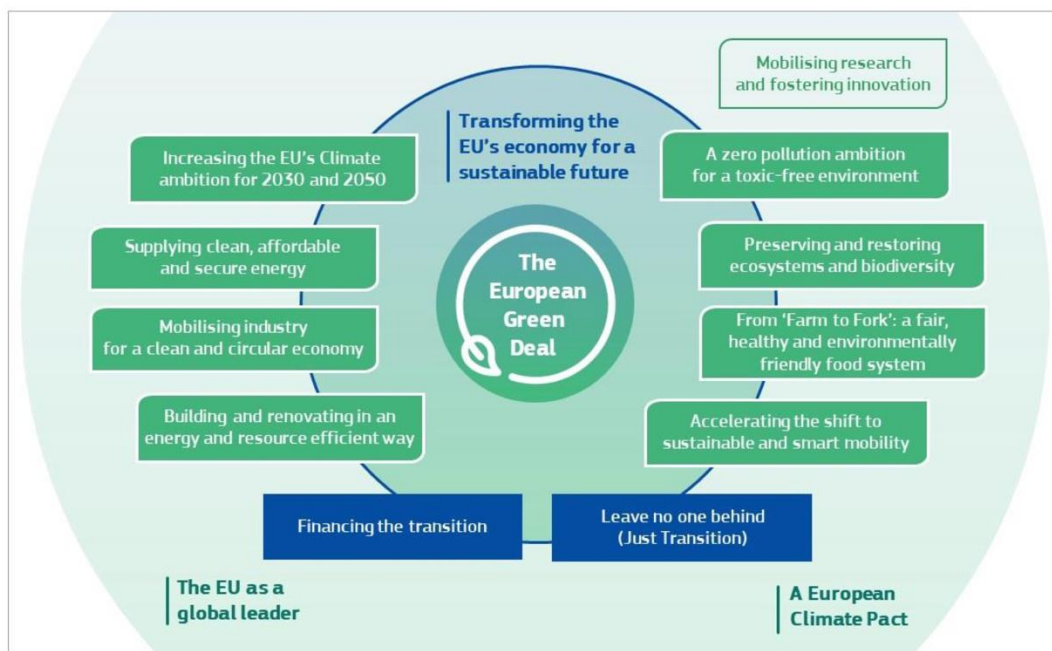 Mobilising research
and fostering innovation
Transforming the
EU's economy for a
sustainable future
Increasing the EU's Climate
ambition for 2030 and 2050
A zero pollution ambition
for a toxic-free environment
Supplying clean, affordable
and secure energy
The
European
Green
Deal
Preserving and restoring
ecosystems and biodiversity
Mobilising industry
for a clean and circular economy
From ‘Farm to Fork’: a fair,
healthy and environmentally
friendly food system
Building and renovating in an
energy and resource efficient way
Accelerating the shift to
sustainable and smart mobility
Financing the transition
Leave no one behind
(Just Transition)
The EU as a
global leader
A European
Climate Pact